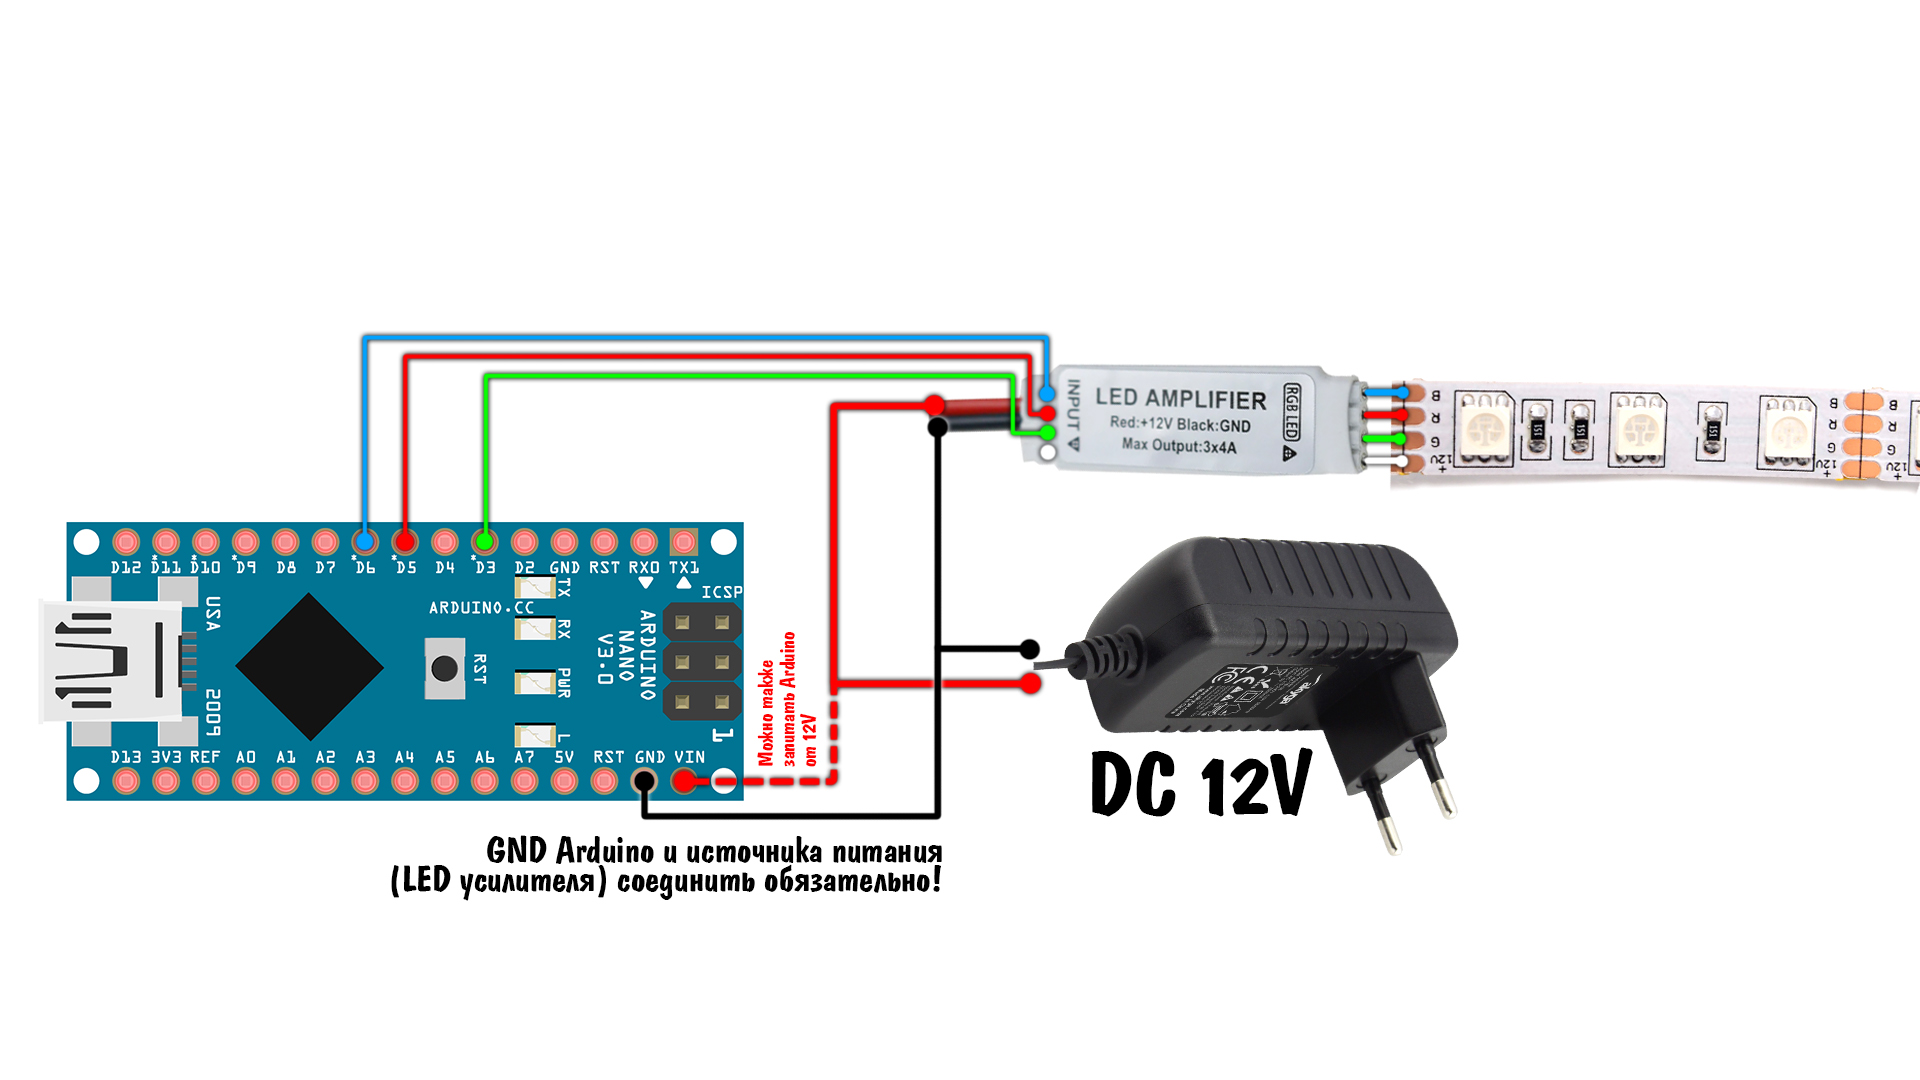 LED AMPLIFIER
Red:+12V Black:GND
Max Output:3x4A
INPUT
RGB LED
B
R
G
12V
+
151
151
151
B
R
G
12V
+
B
R
G
12V
+
D12 D11 D10 D9 D8 D7 D6 D5 D4 D3 D2 GND RST RX0 TX1
ICSP
ARDUINO.CC
TX
RX
PWR
L
RST
USA
2009
ARDUINO
NANO
V3.0
1
D13 3V3 REF A0 A1 A2 A3 A4 A5 A6 A7 5V RST GND VIN
Можно также
запитать Arduino
от 12V
DC 12V
GND Arduino и источника питания
(LED усилителя) соединить обязательно!